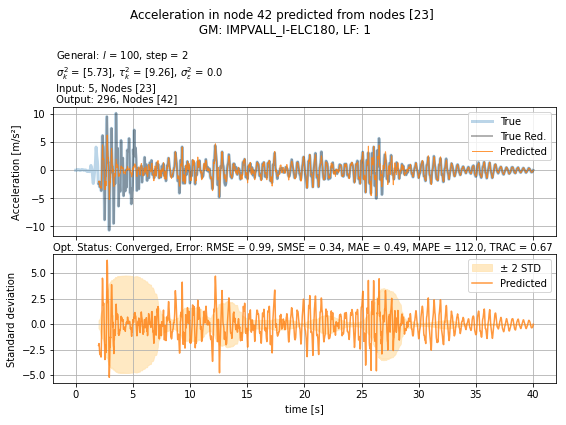 Acceleration in node 42 predicted from nodes [23]
GM: IMPVALL_I-ELC180, LF: 1
General: l = 100, step = 2
σ²ₖ = [5.73], τ²ₖ = [9.26], σ²ₑ = 0.0
Input: 5, Nodes [23]
Output: 296, Nodes [42]
10
5
0
−5
−10
Acceleration [m/s²]
True
True Red.
Predicted
Opt. Status: Converged, Error: RMSE = 0.99, SMSE = 0.34, MAE = 0.49, MAPE = 112.0, TRAC = 0.67
5.0
2.5
0.0
−2.5
−5.0
Standard deviation
± 2 STD
Predicted
0 5 10 15 20 25 30 35 40
time [s]